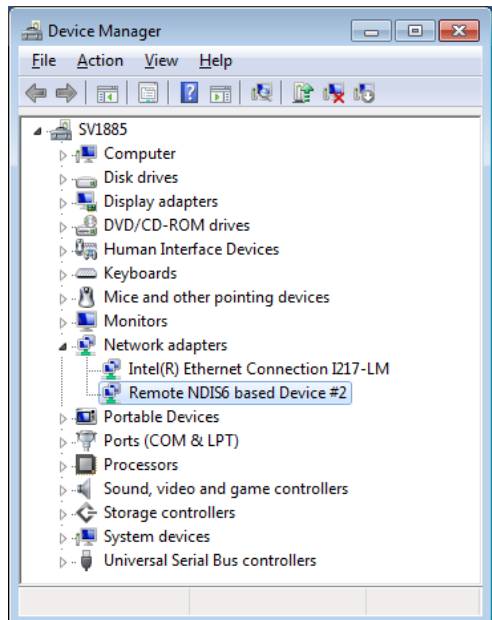 Device Manager
File Action View Help
SV1885
Computer
Disk drives
Display adapters
DVD/CD-ROM drives
Human Interface Devices
Keyboards
Mice and other pointing devices
Monitors
Network adapters
Intel(R) Ethernet Connection I217-LM
Remote NDIS6 based Device #2
Portable Devices
Ports (COM & LPT)
Processors
Sound, video and game controllers
Storage controllers
System devices
Universal Serial Bus controllers